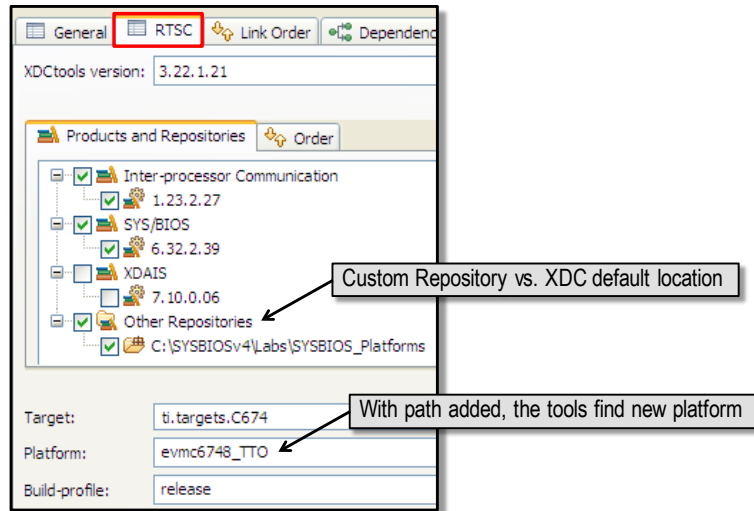 General RTSC Link Order Dependenc
XDCtools version: 3.22.1.21
Products and Repositories Order
Inter-processor Communication
1.23.2.27
SYS/BIOS
6.32.2.39
XDAIS
7.10.0.06
Custom Repository vs. XDC default location
Other Repositories
C:\SYSBIOSv4\Labs\SYSBIOS_Platforms
Target: ti.targets.C674
With path added, the tools find new platform
Platform: evmc6748_TTO
Build-profile: release